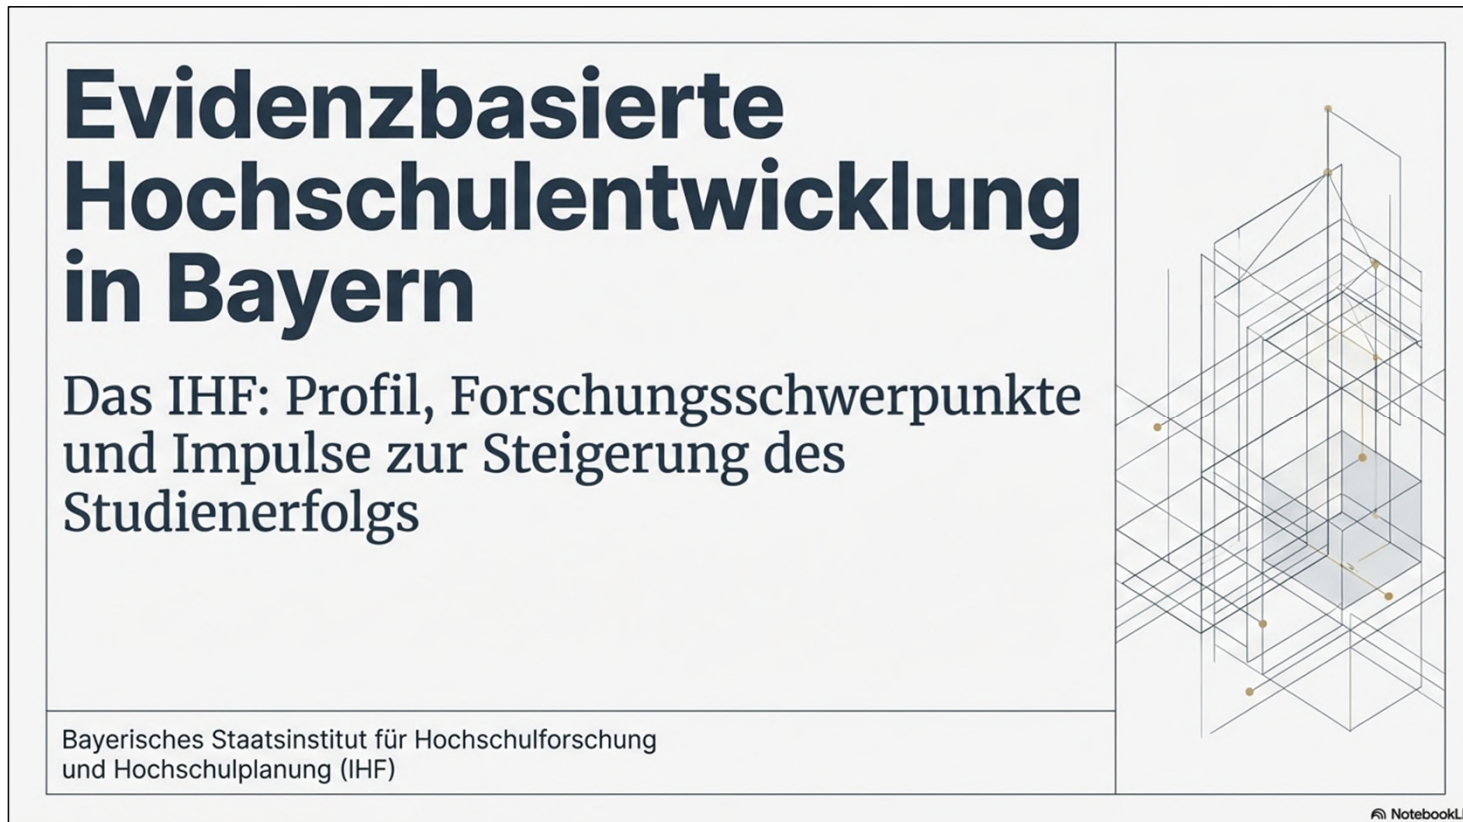 Evidenzbasierte
Hochschulentwicklung
in Bayern
Das IHF: Profil, Forschungsschwerpunkte
und Impulse zur Steigerung des
Studienerfolgs
Bayerisches Staatsinstitut für Hochschulforschung
und Hochschulplanung (IHF)
NotebookL